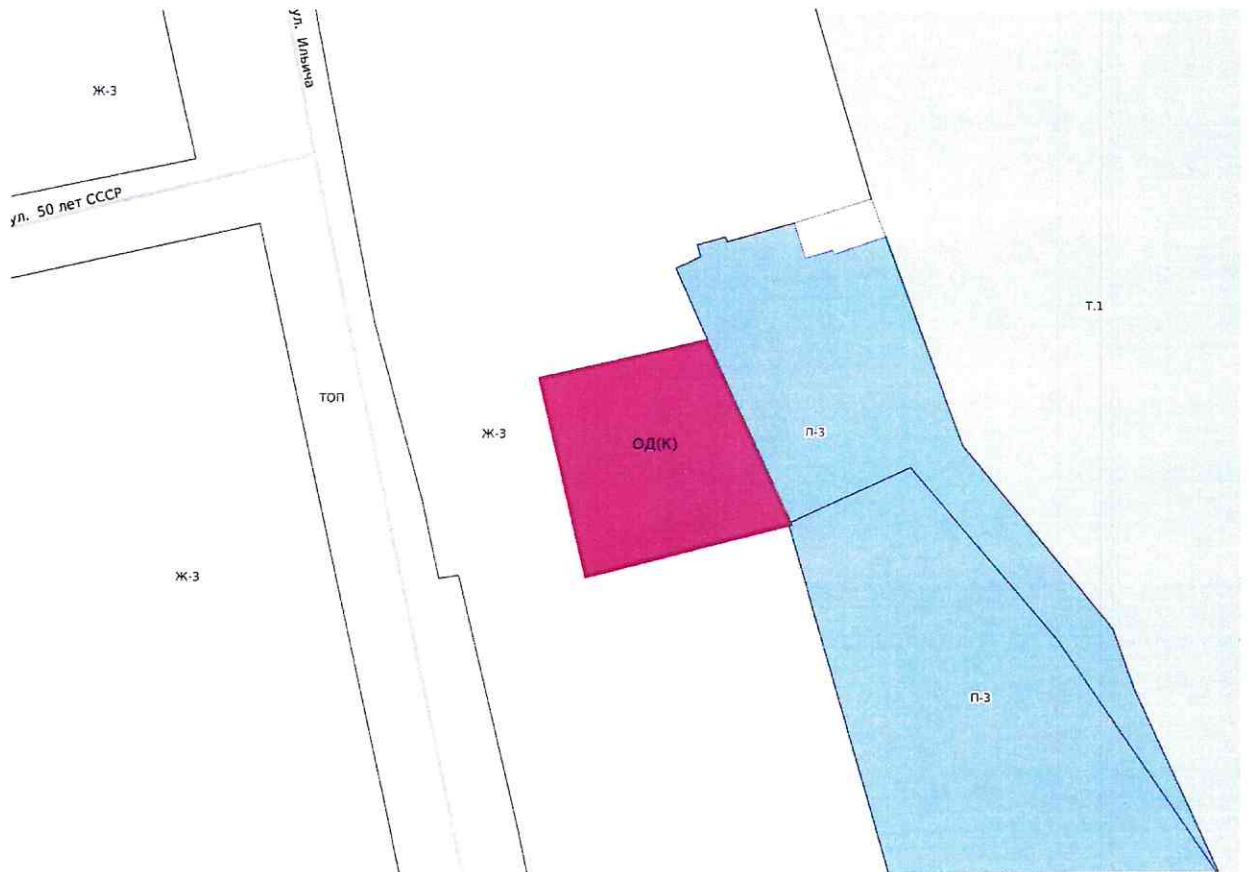 ул. Ильича
Ж-3
ул. 50 лет СССР
Т.1
ТОП
Ж-3
ОД(К)
П-3
Ж-3
П-3